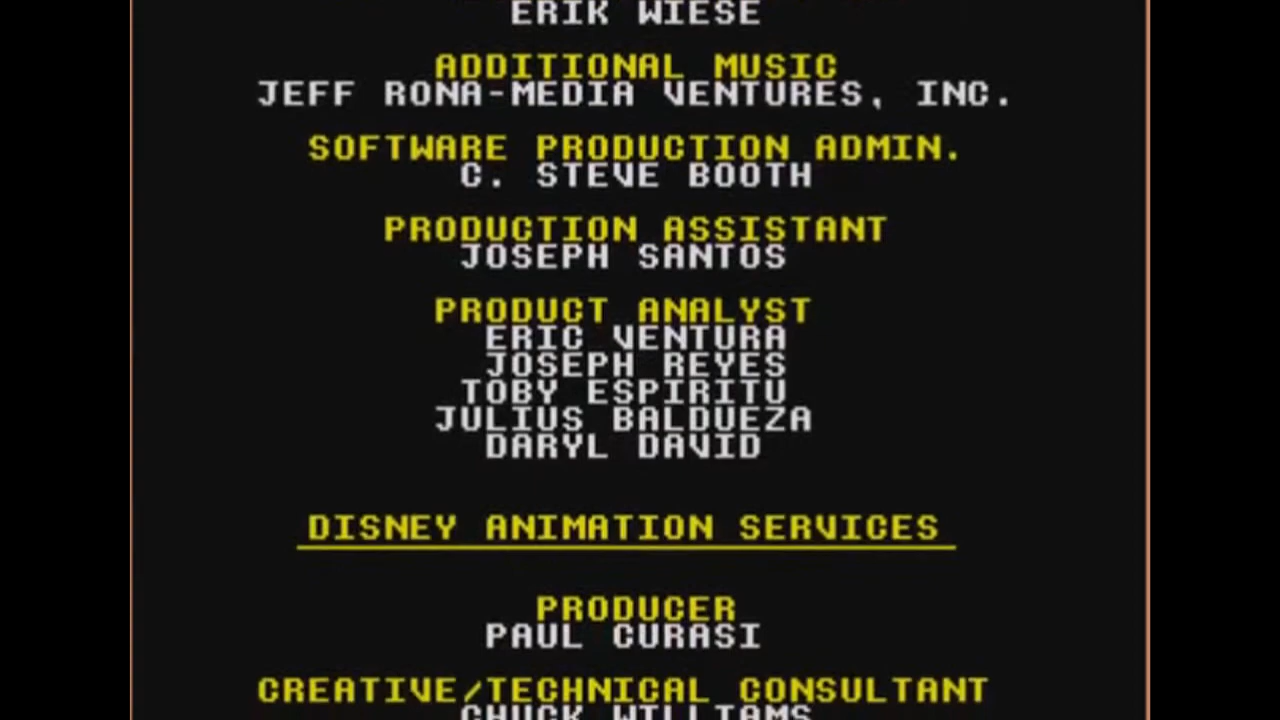 ERIK WIESE
ADDITIONAL MUSIC
JEFF RONA-MEDIA VENTURES, INC.
SOFTWARE PRODUCTION ADMIN.
C. STEVE BOOTH
PRODUCTION ASSISTANT
JOSEPH SANTOS
PRODUCT ANALYST
ERIC VENTURA
JOSEPH REYES
TOBY ESPIRITU
JULIUS BALDUEZA
DARYL DAVID
DISNEY ANIMATION SERVICES
PRODUCER
PAUL CURASI
CREATIVE/TECHNICAL CONSULTANT
CHUCK WILLIAMS